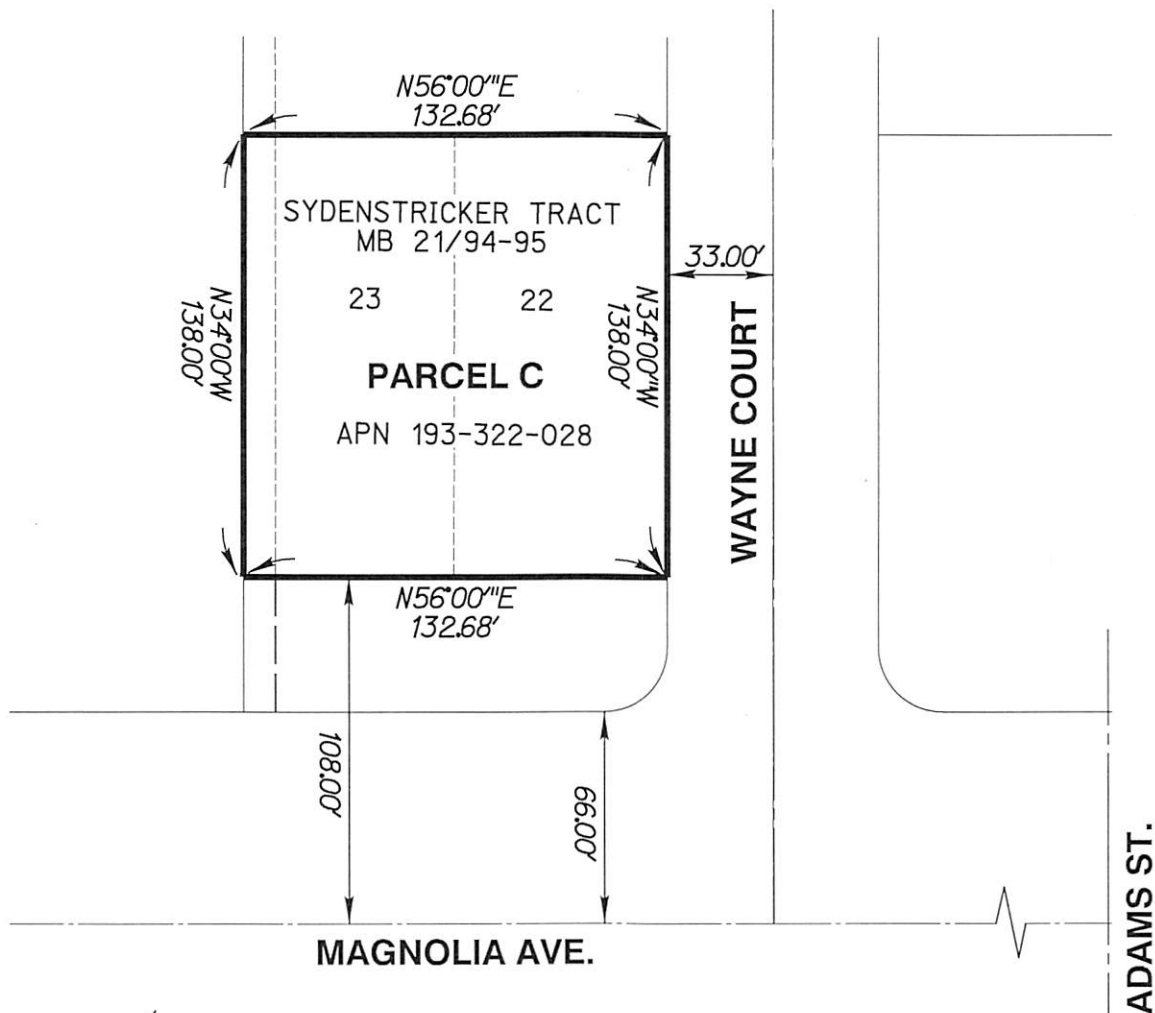 N56°00'"E
132.68'
SYDENSTRICKER TRACT
MB 21/94-95
33.00'
23 22
N34°00'"W
138.00'
N34°00'"W
138.00'
PARCEL C
WAYNE COURT
APN 193-322-028
N56°00'"E
132.68'
108.00'
66.00'
MAGNOLIA AVE.
ADAMS ST.